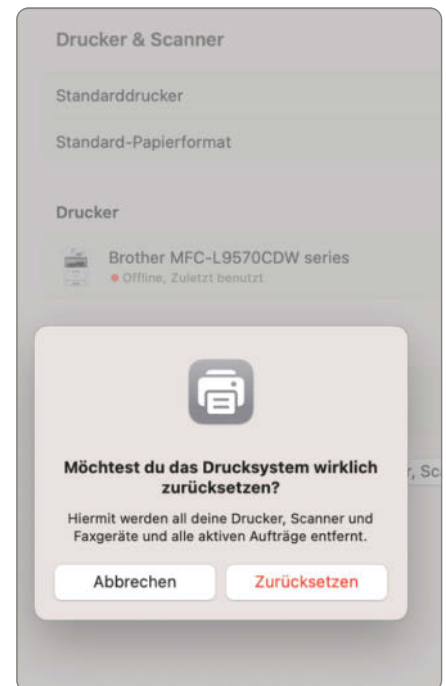 Drucker & Scanner
Standarddrucker
Standard-Papierformat
Drucker
Brother MFC-L9570CDW series
Offline, Zuletzt benutzt
Möchtest du das Drucksystem wirklich
zurücksetzen?
Hiermit werden all deine Drucker, Scanner und
Faxgeräte und alle aktiven Aufträge entfernt.
Abbrechen Zurücksetzen